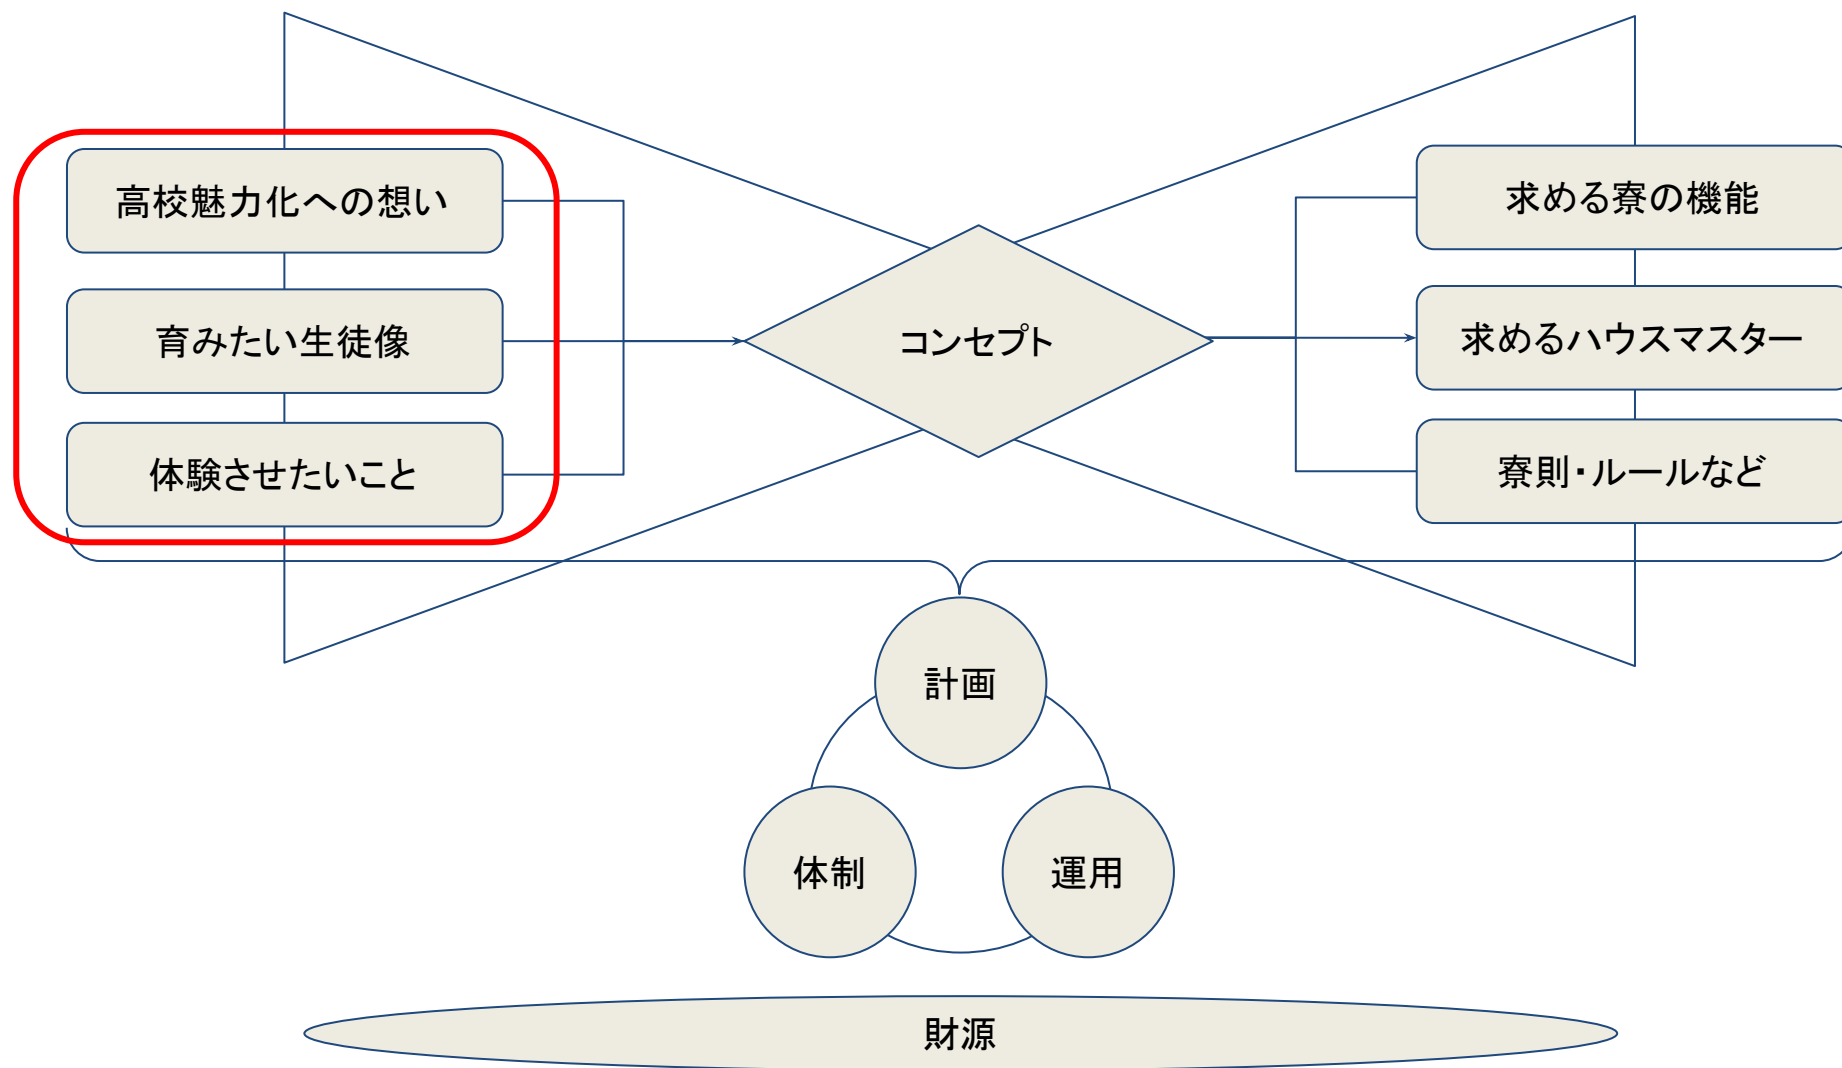 高校魅力化への想い
育みたい生徒像
体験させたいこと
コンセプト
求める寮の機能
求めるハウスマスター
寮則・ルールなど
計画
体制
運用
財源